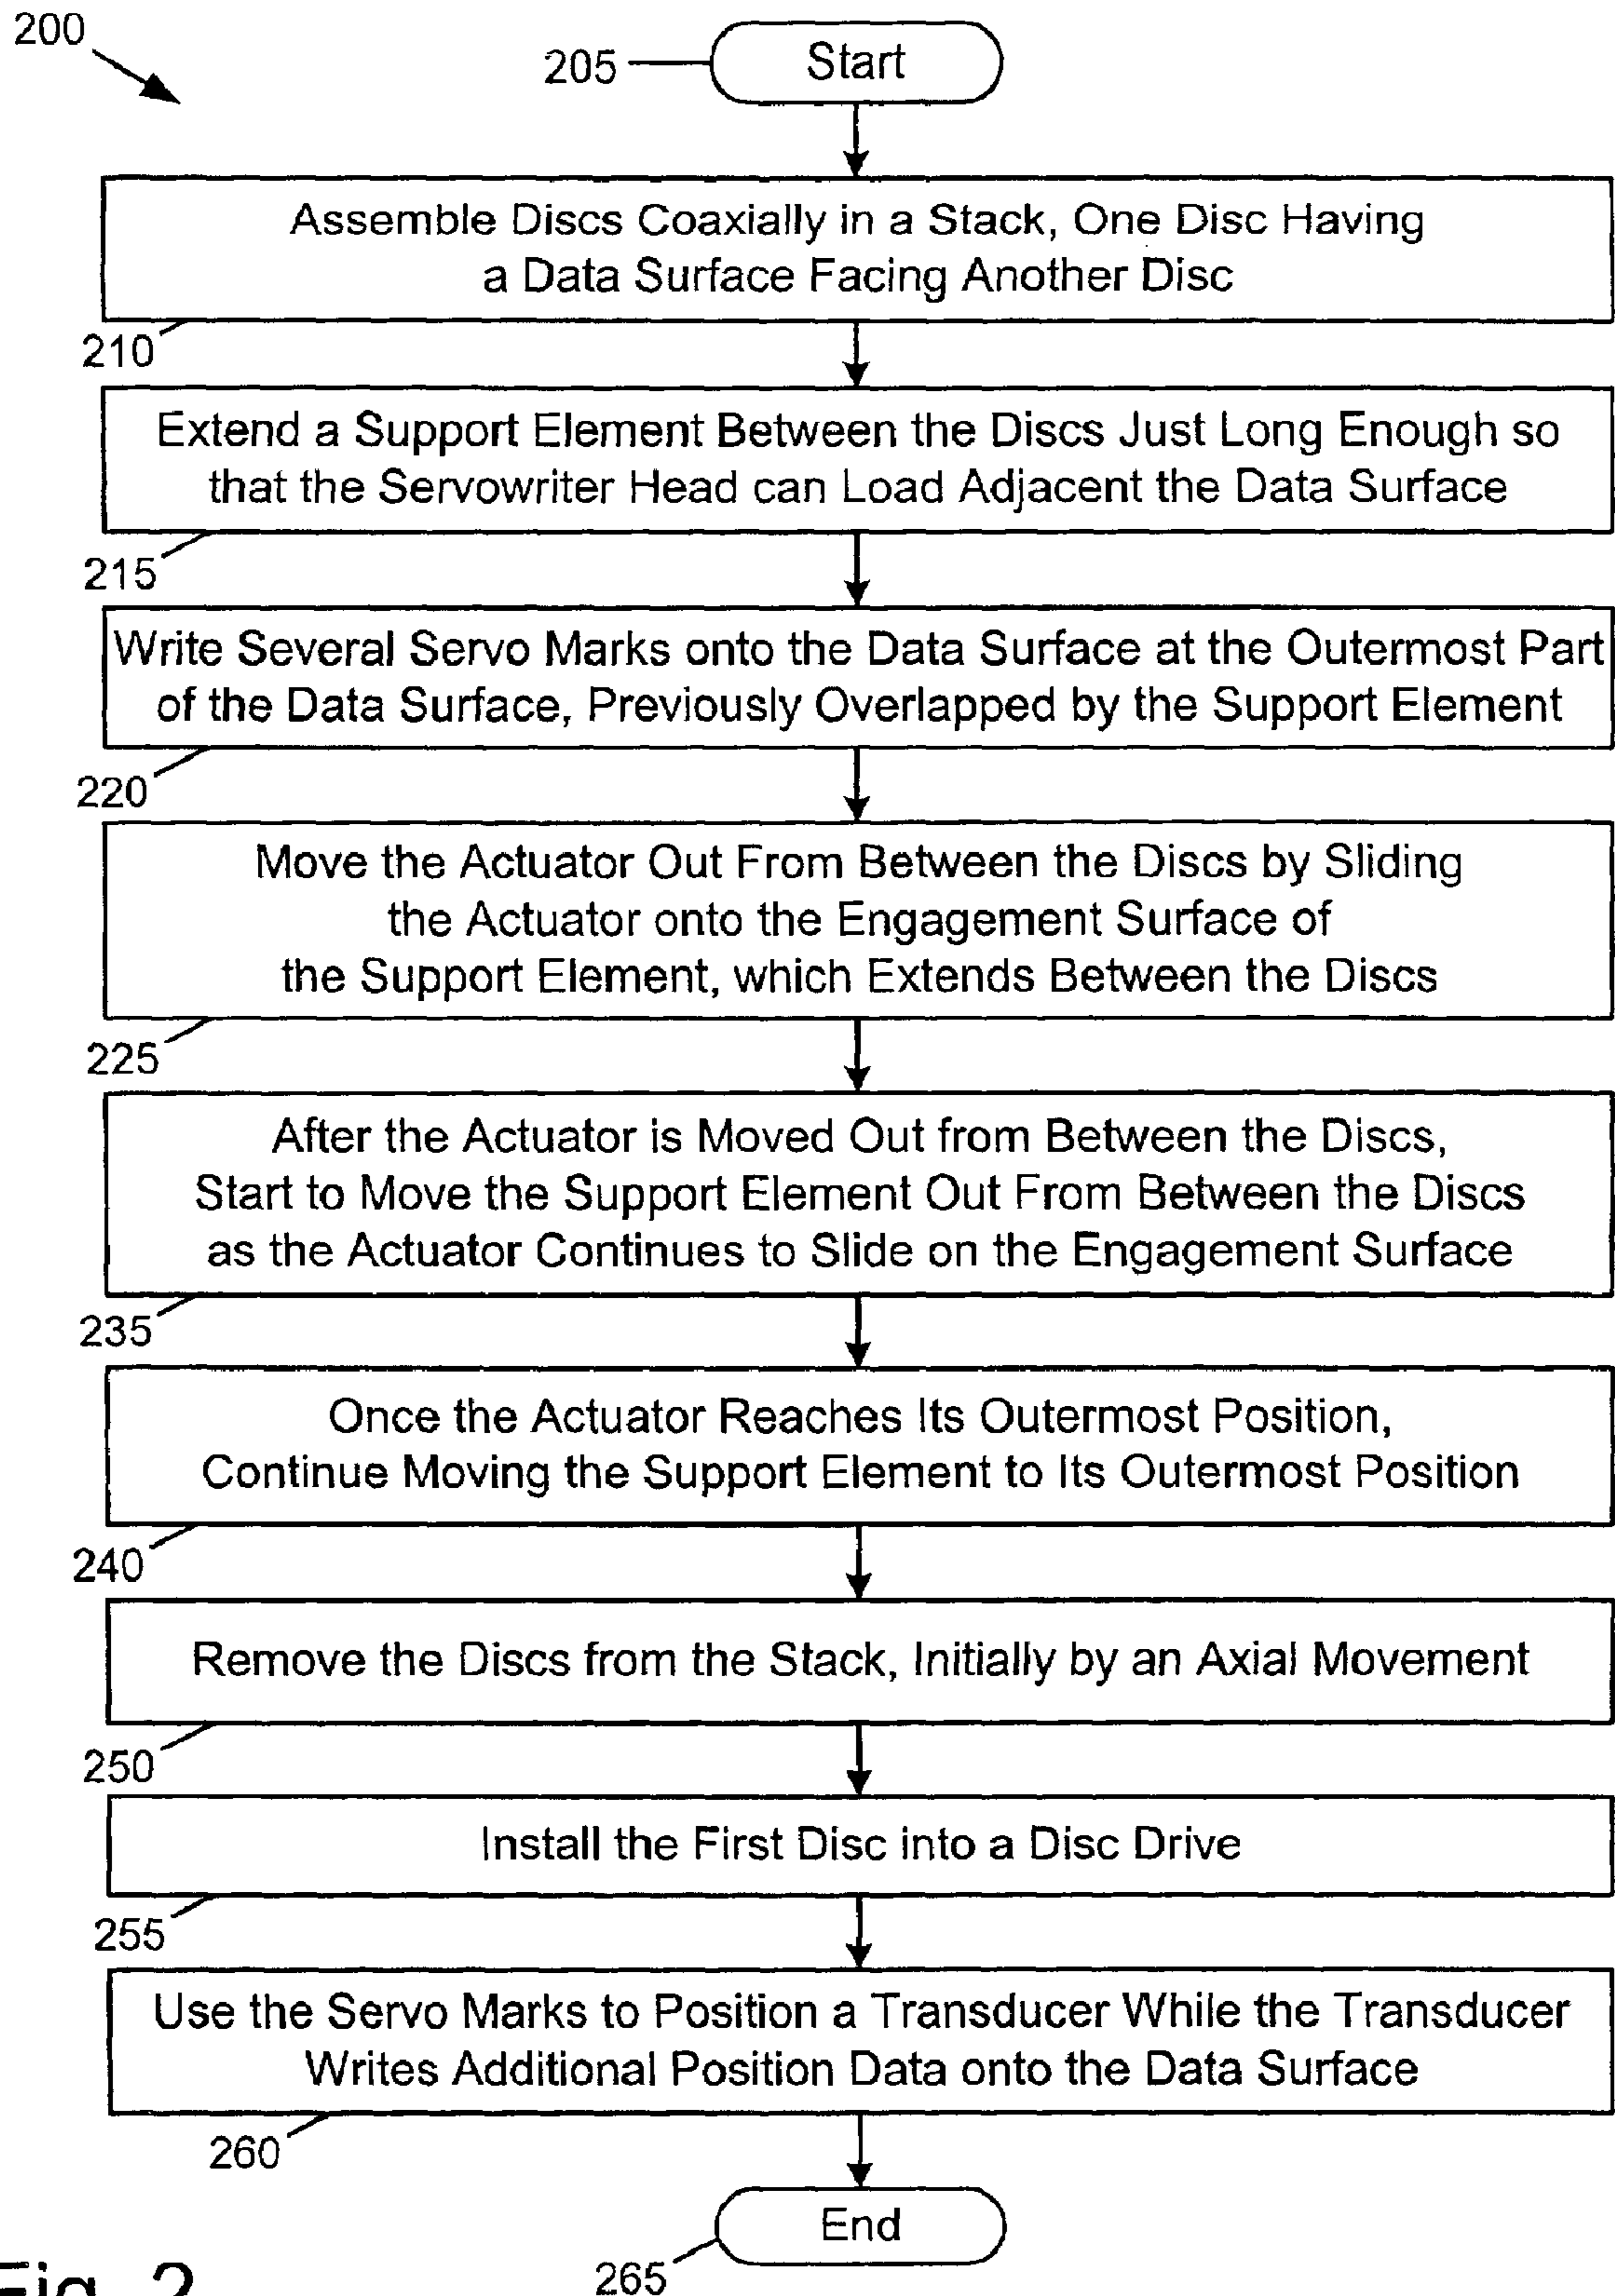 200
205
Start
Assemble Discs Coaxially in a Stack, One Disc Having
a Data Surface Facing Another Disc
210
Extend a Support Element Between the Discs Just Long Enough so
that the Servowriter Head can Load Adjacent the Data Surface
215
Write Several Servo Marks onto the Data Surface at the Outermost Part
of the Data Surface, Previously Overlapped by the Support Element
220
Move the Actuator Out From Between the Discs by Sliding
the Actuator onto the Engagement Surface of
the Support Element, which Extends Between the Discs
225
After the Actuator is Moved Out from Between the Discs,
Start to Move the Support Element Out From Between the Discs
as the Actuator Continues to Slide on the Engagement Surface
235
Once the Actuator Reaches Its Outermost Position,
Continue Moving the Support Element to Its Outermost Position
240
Remove the Discs from the Stack, Initially by an Axial Movement
250
Install the First Disc into a Disc Drive
255
Use the Servo Marks to Position a Transducer While the Transducer
Writes Additional Position Data onto the Data Surface
260
End
265
Fig. 2